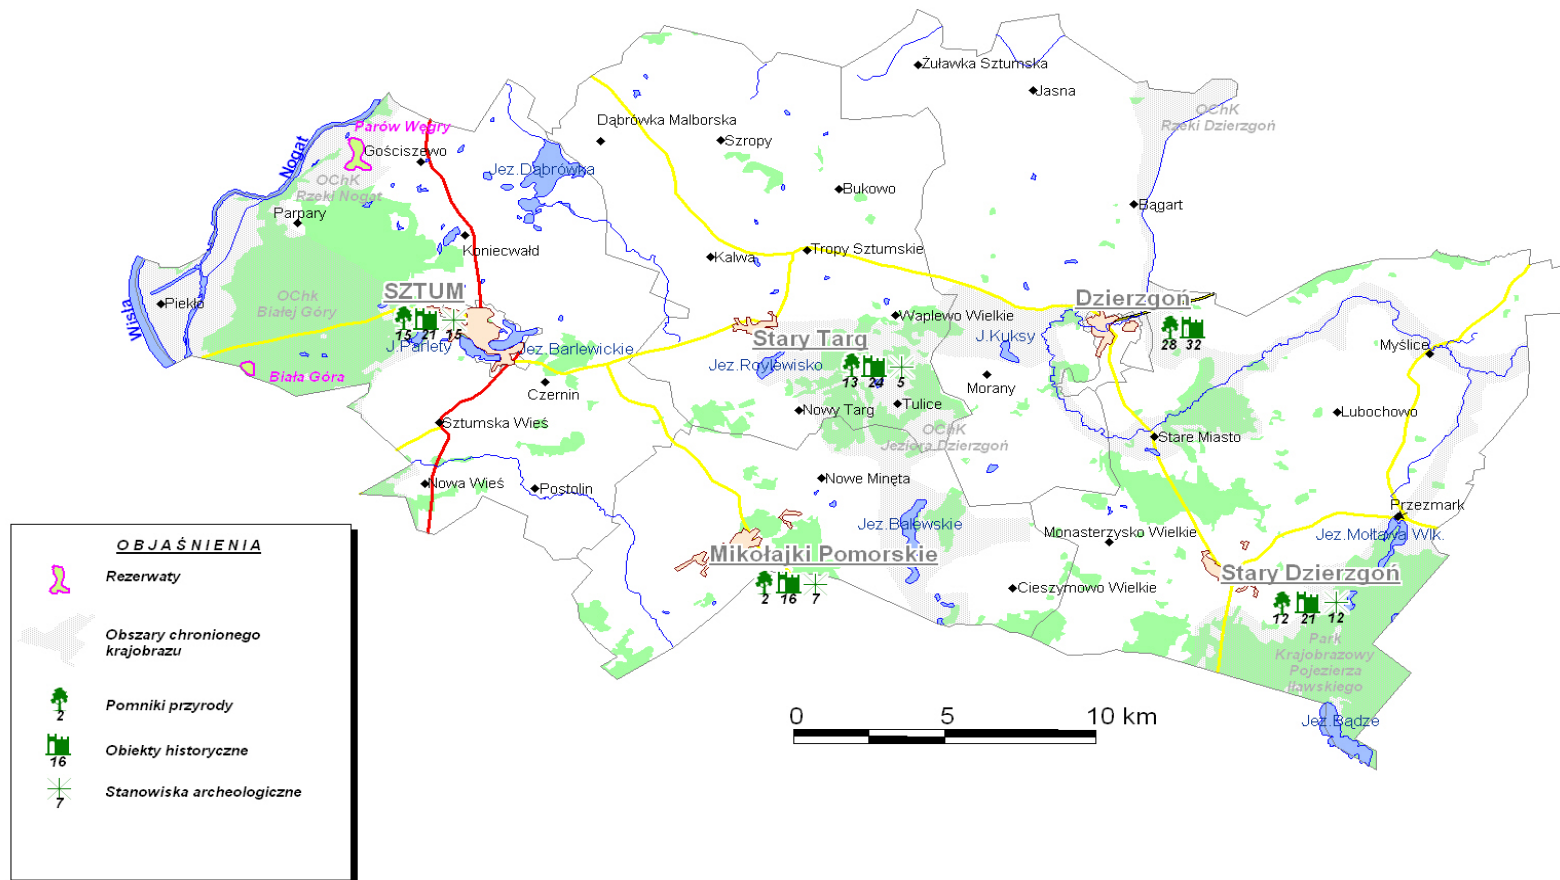 Żuławka Sztumska
Jasna
OChK
Rzeki Dzierzgoń
Dąbrówka Malborska
Parów Węgry
Szropy
Gościszewo
Nogat
Jez.Dąbrówka
OChK
Rzeki Nogat
Bukowo
Bągart
Parpary
Koniecwałd
Tropy Sztumskie
Kalwa
SZTUM
OChk
Białej Góry
Dzierzgoń
Piekło
Wisła
15 21 15
Waplewo Wielkie
28 32
J.Kuksy
Stary Targ
J.Parlety
Jez.Barlewickie
Myślice
Jez.Roylewisko
Biała Góra
13 24 5
Morany
Czernin
Nowy Targ
Tulice
Lubochowo
Sztumska Wieś
OChK
Jeziora Dzierzgoń
Stare Miasto
Nowa Wieś
Postolin
Nowe Minęta
Przezmark
Jez.Balewskie
Monasterzysko Wielkie
Jez.Mołtawa Wlk.
Mikołajki Pomorskie
Stary Dzierzgoń
2 16 7
Cieszymowo Wielkie
12 21 12
Park
Krajobrazowy
Pojezierza
Iławskiego
Jez.Bądze
0 5 10 km
OBJAŚNIENIA
Rezerwaty
Obszary chronionego
krajobrazu
Pomniki przyrody
2
Obiekty historyczne
16
Stanowiska archeologiczne
7